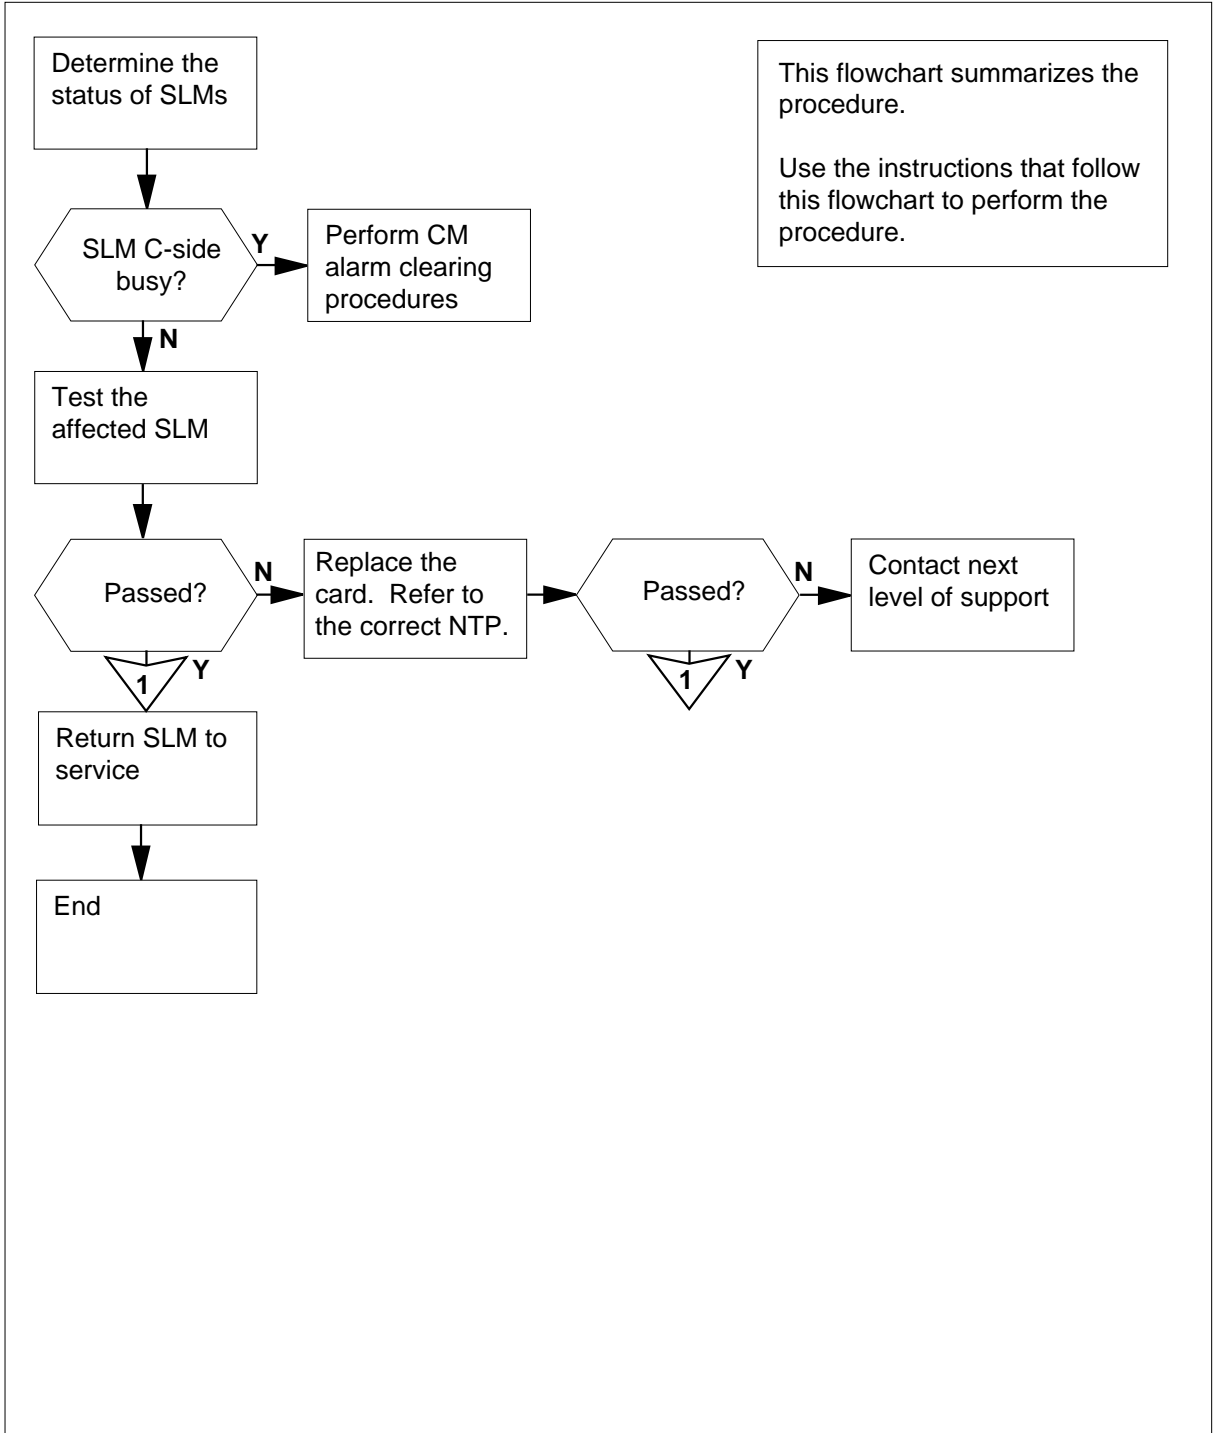 Determine the
status of SLMs
This flowchart summarizes the
procedure.
Use the instructions that follow
this flowchart to perform the
procedure.
SLM C-side
busy?
Y
Perform CM
alarm clearing
procedures
N
Test the
affected SLM
Passed?
N
Replace the
card.  Refer to
the correct NTP.
Passed?
N
Contact next
level of support
1
Y
1
Y
Return SLM to
service
End